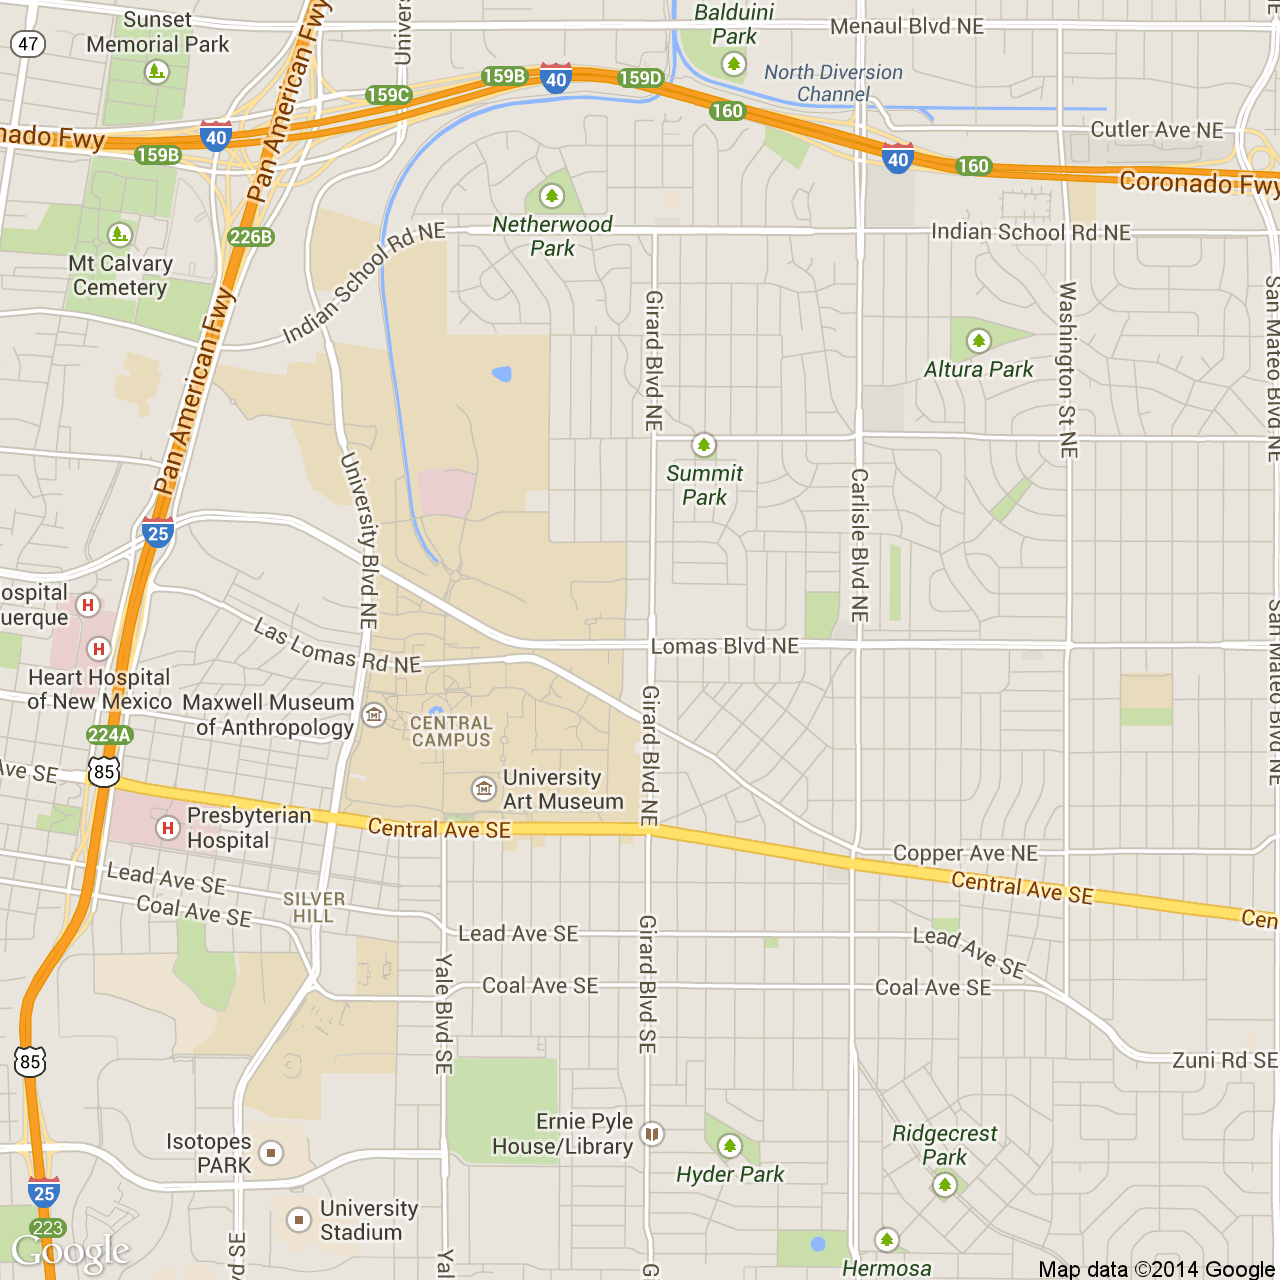 Sunset
Memorial Park
47
Pan American Fwy
Balduini
Park
Menaul Blvd NE
North Diversion
Channel
159B
40
159D
159C
160
Cutler Ave NE
40
159B
40
160
Coronado Fwy
226B
Mt Calvary
Cemetery
Netherwood
Park
Indian School Rd NE
Indian School Rd NE
Pan American Fwy
Girard Blvd NE
Washington St NE
San Mateo Blvd NE
Altura Park
Pan American Fwy
University Blvd NE
Summit
Park
Carlisle Blvd NE
25
Heart Hospital
of New Mexico
Las Lomas Rd NE
Lomas Blvd NE
San Mateo Blvd NE
Maxwell Museum
of Anthropology
CENTRAL
CAMPUS
Girard Blvd NE
224A
85
Ave SE
University
Art Museum
Presbyterian
Hospital
Central Ave SE
Copper Ave NE
Central Ave SE
Cen
Lead Ave SE
Coal Ave SE
SILVER
HILL
Lead Ave SE
Lead Ave SE
Girard Blvd SE
Yale Blvd SE
Coal Ave SE
Coal Ave SE
85
Zuni Rd SE
Isotopes
PARK
Ernie Pyle
House/Library
Hyder Park
Ridgecrest
Park
25
223
University
Stadium
Hermosa
Google
Map data ©2014 Google